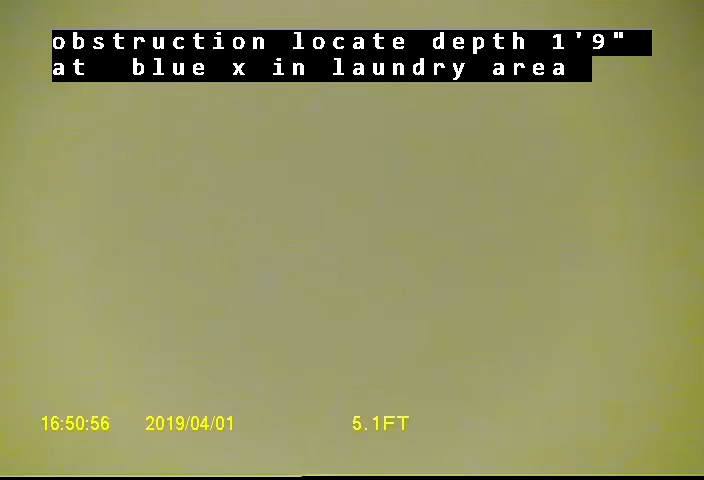 obstruction locate depth 1'9"
at blue x in laundry area
16:50:56 2019/04/01 5.1FT